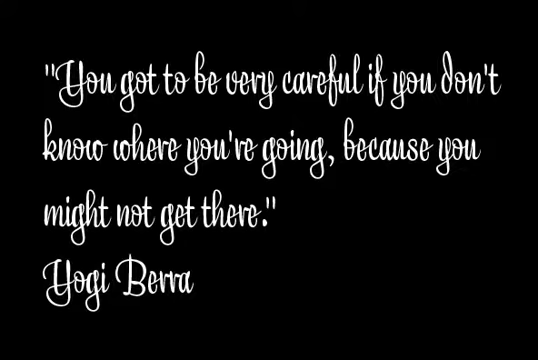 "You got to be very careful if you don't
know where you're going, because you
might not get there."
Yogi Berra